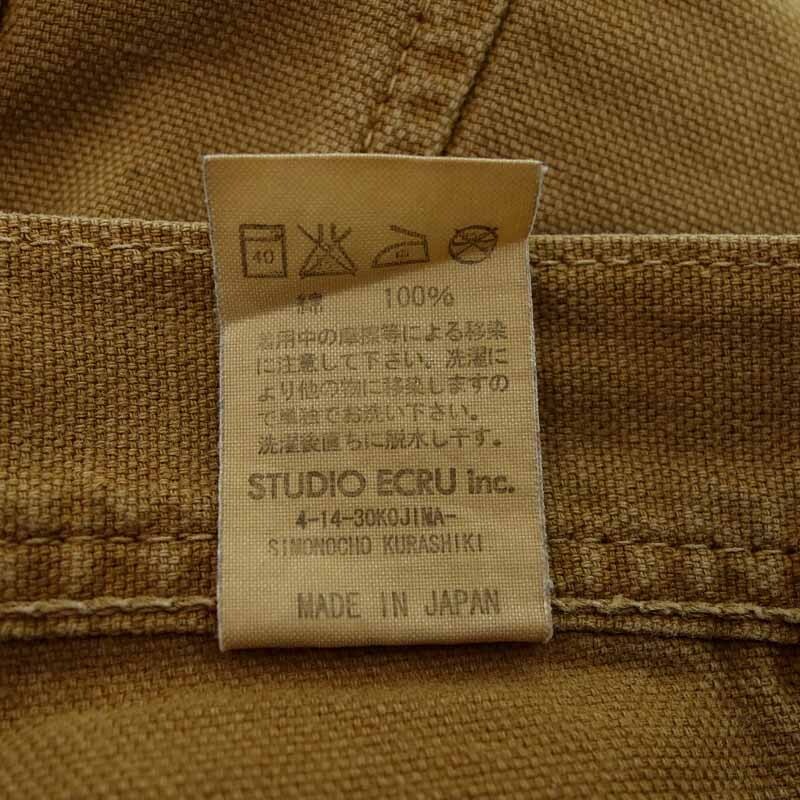 40
綿 100%
着用中の摩擦等による移染
に注意して下さい。洗濯に
より他の物に移染しますの
で単独でお洗い下さい。
洗濯後直ちに脱水し干す。
STUDIO ECRU inc.
4-14-30KOJIMA-
SIMONOCHO KURASHIKI
MADE IN JAPAN